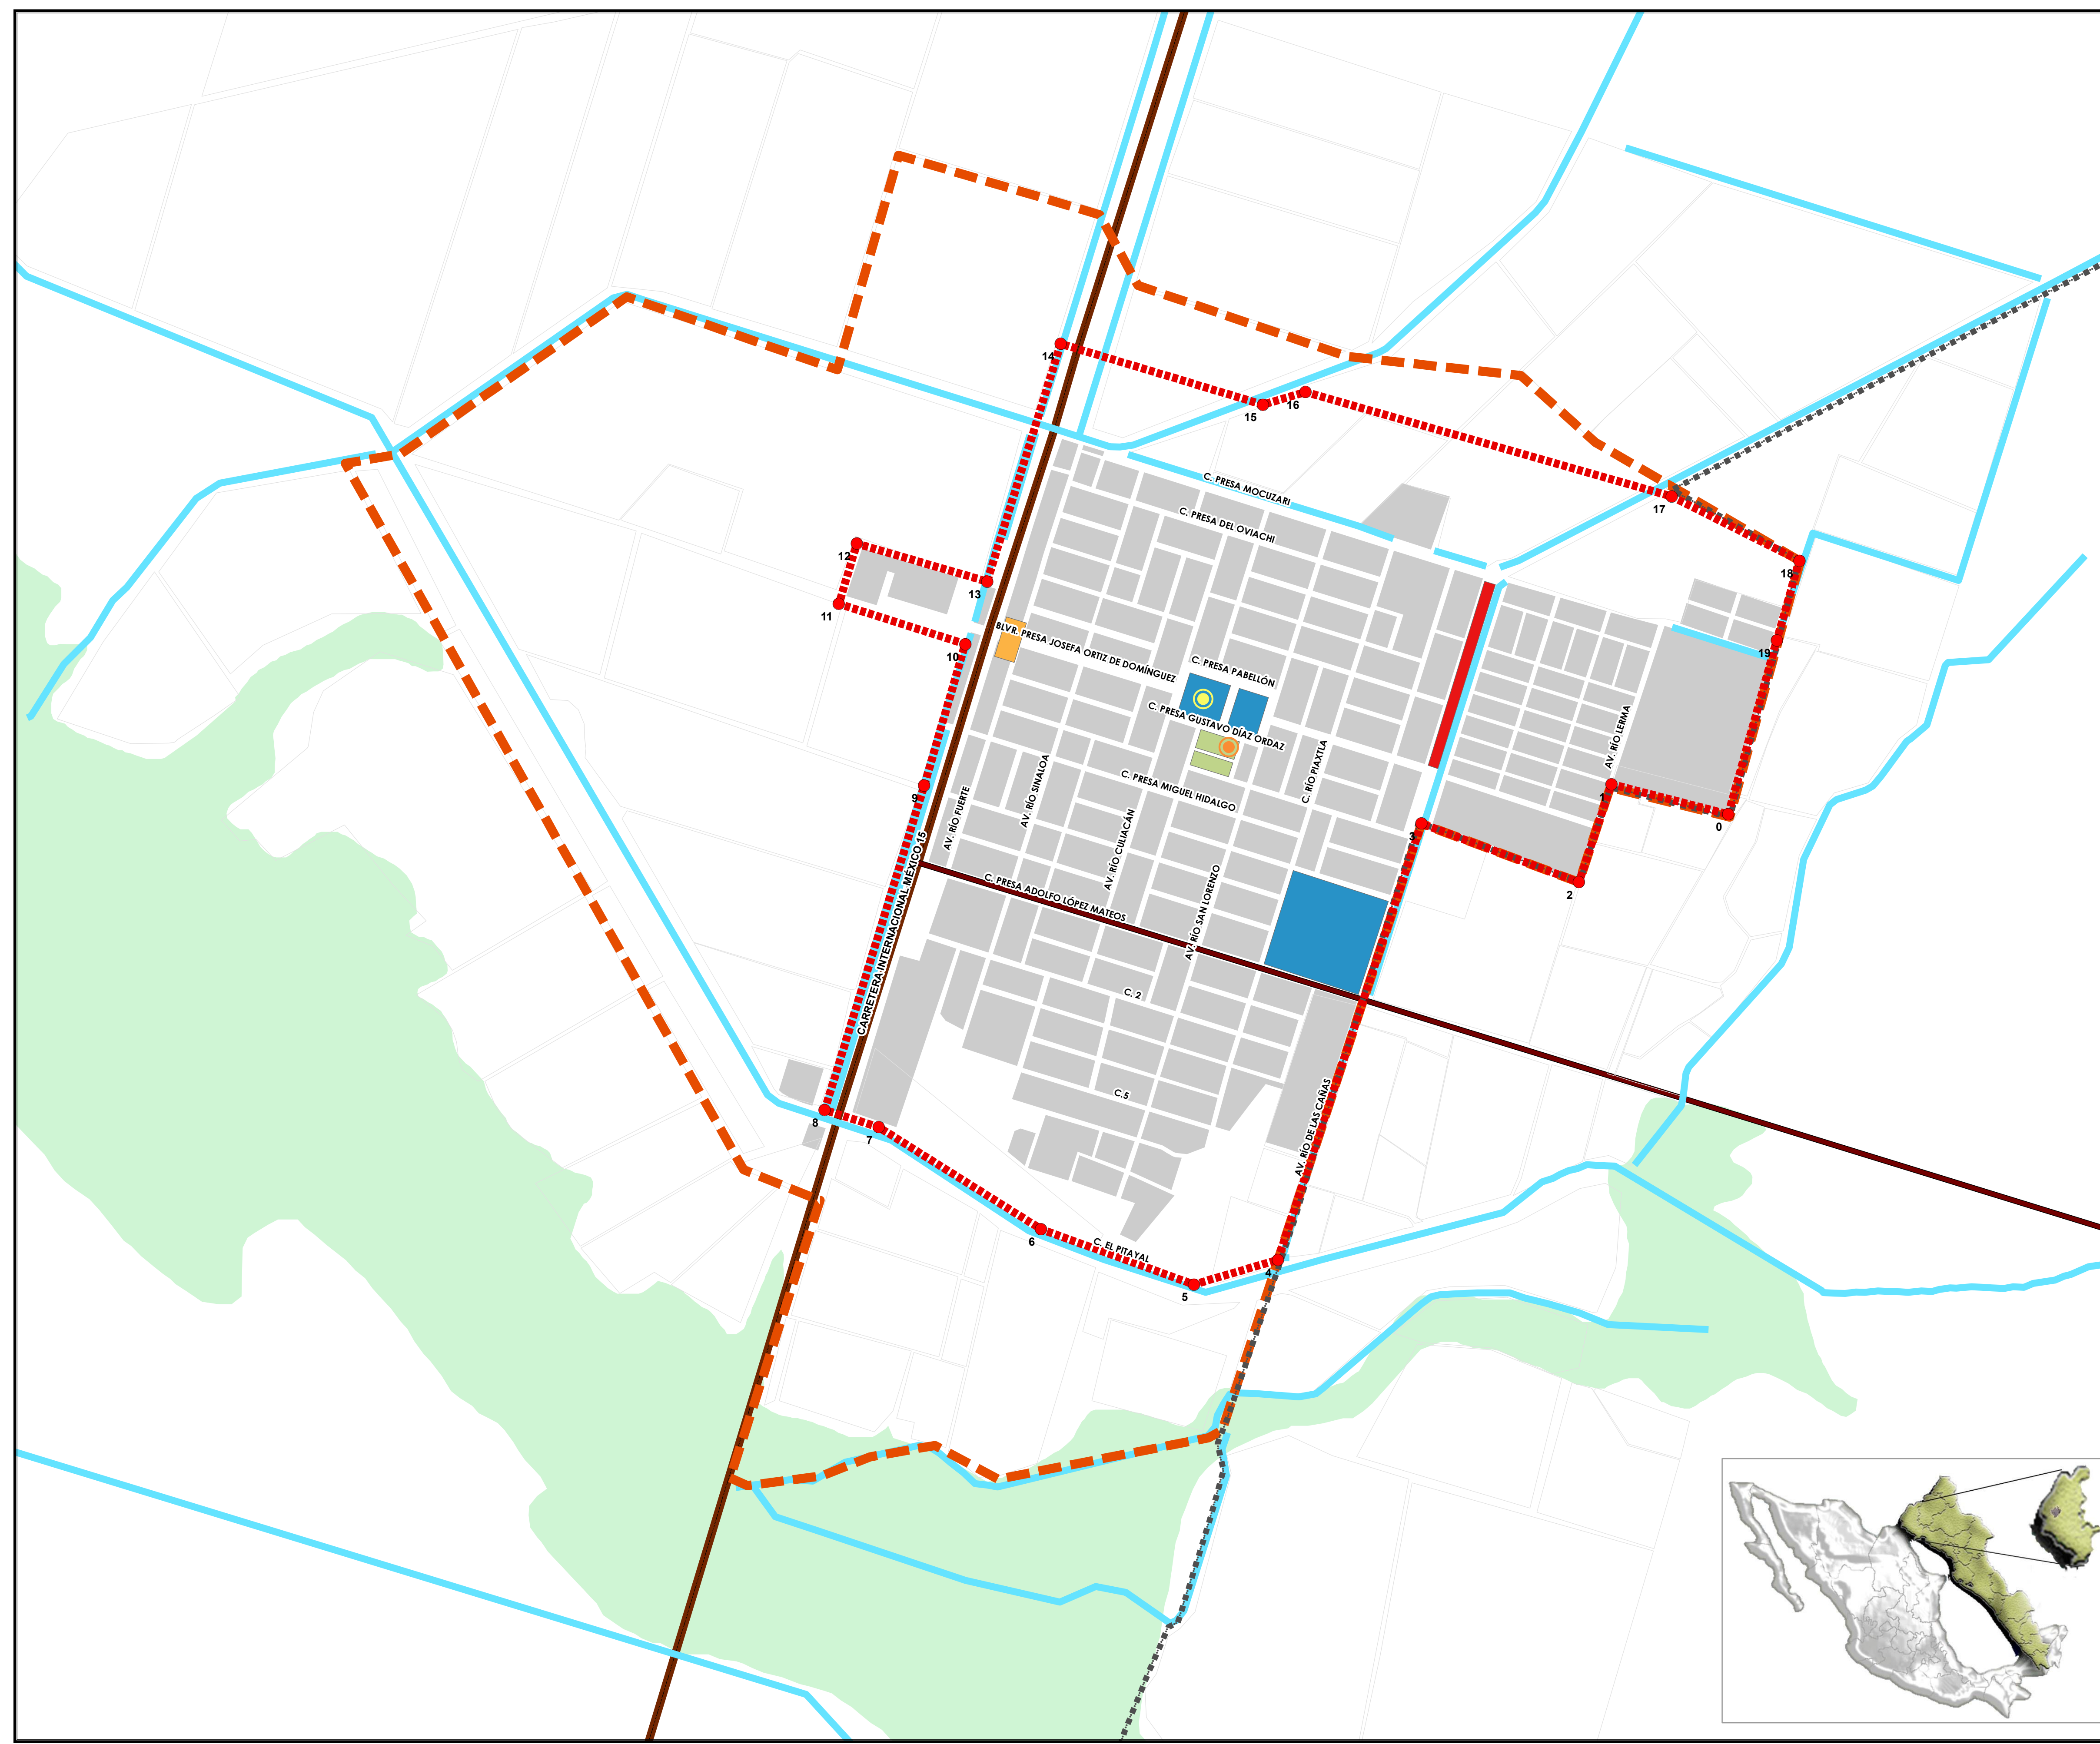 14
15
16
C. PRESA MOCUZARI
17
C. PRESA DEL OVIACHI
12
18
13
11
BLVR. PRESA JOSEFA ORTIZ DE DOMÍNGUEZ
10
C. PRESA PABELLÓN
19
C. PRESA GUSTAVO DÍAZ ORDAZ
AV. RÍO LERMA
C. RÍO PIAXTLA
AV. RÍO SINALOA
C. PRESA MIGUEL HIDALGO
9
1
AV. RÍO FUERTE
0
AV. RÍO CULIACÁN
3
CARRETERA INTERNACIONAL MÉXICO 15
C. PRESA ADOLFO LÓPEZ MATEOS
AV. RÍO SAN LORENZO
2
C. 2
C.5
8
7
AV. RÍO DE LAS CAÑAS
6
C. EL PITAYAL
4
5